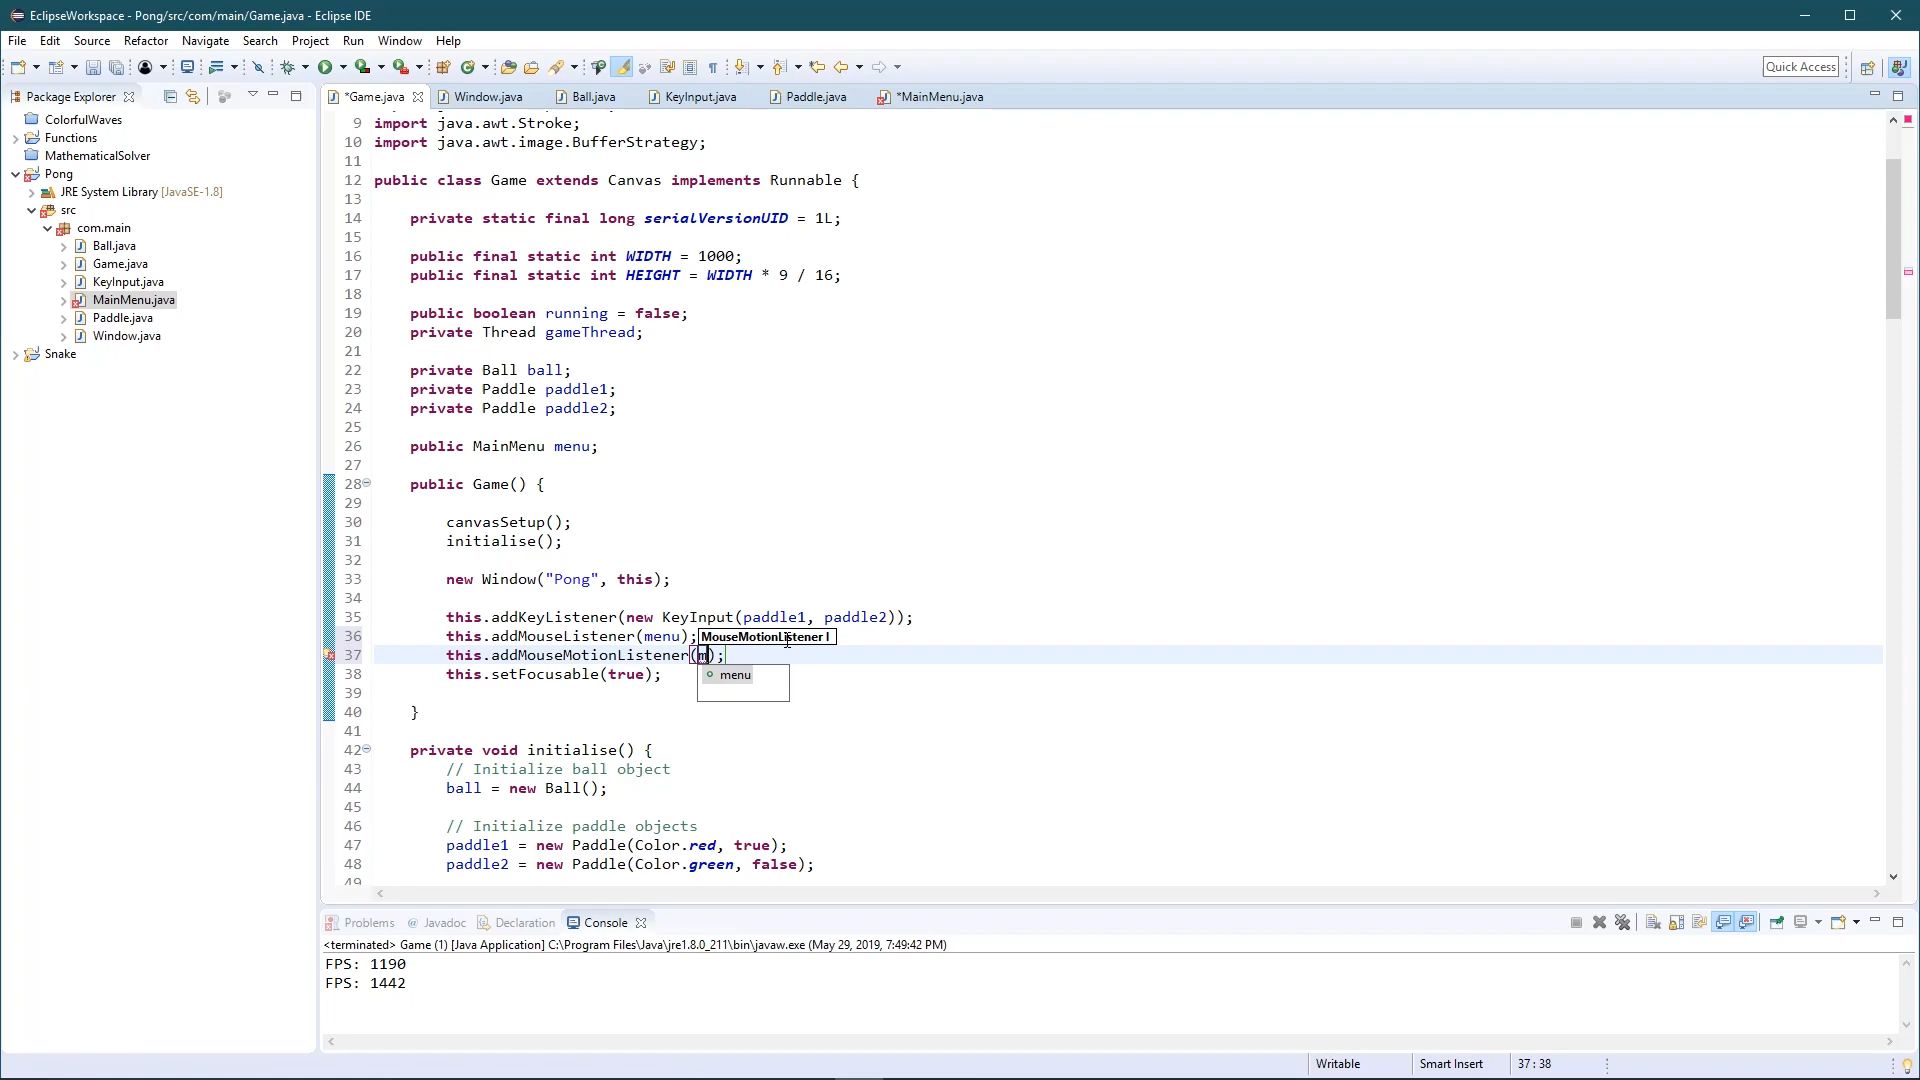 EclipseWorkspace - Pong/src/com/main/Game.java - Eclipse IDE
File Edit Source Refactor Navigate Search Project Run Window Help
Quick Access
Package Explorer
*Game.java Window.java Ball.java KeyInput.java Paddle.java *MainMenu.java
ColorfulWaves
Functions
MathematicalSolver
Pong
JRE System Library [JavaSE-1.8]
src
com.main
Ball.java
Game.java
KeyInput.java
MainMenu.java
Paddle.java
Window.java
Snake
9 import java.awt.Stroke;
10 import java.awt.image.BufferStrategy;
11
12 public class Game extends Canvas implements Runnable {
13
14 private static final long serialVersionUID = 1L;
15
16 public final static int WIDTH = 1000;
17 public final static int HEIGHT = WIDTH * 9 / 16;
18
19 public boolean running = false;
20 private Thread gameThread;
21
22 private Ball ball;
23 private Paddle paddle1;
24 private Paddle paddle2;
25
26 public MainMenu menu;
27
28 public Game() {
29
30 canvasSetup();
31 initialise();
32
33 new Window("Pong", this);
34
35 this.addKeyListener(new KeyInput(paddle1, paddle2));
36 this.addMouseListener(menu); MouseMotionListener l
37 this.addMouseMotionListener(m);
38 this.setFocusable(true); menu
39
40 }
41
42 private void initialise() {
43 // Initialize ball object
44 ball = new Ball();
45
46 // Initialize paddle objects
47 paddle1 = new Paddle(Color.red, true);
48 paddle2 = new Paddle(Color.green, false);
49
Problems Javadoc Declaration Console
<terminated> Game (1) [Java Application] C:\Program Files\Java\jre1.8.0_211\bin\javaw.exe (May 29, 2019, 7:49:42 PM)
FPS: 1190
FPS: 1442
Writable Smart Insert 37 : 38